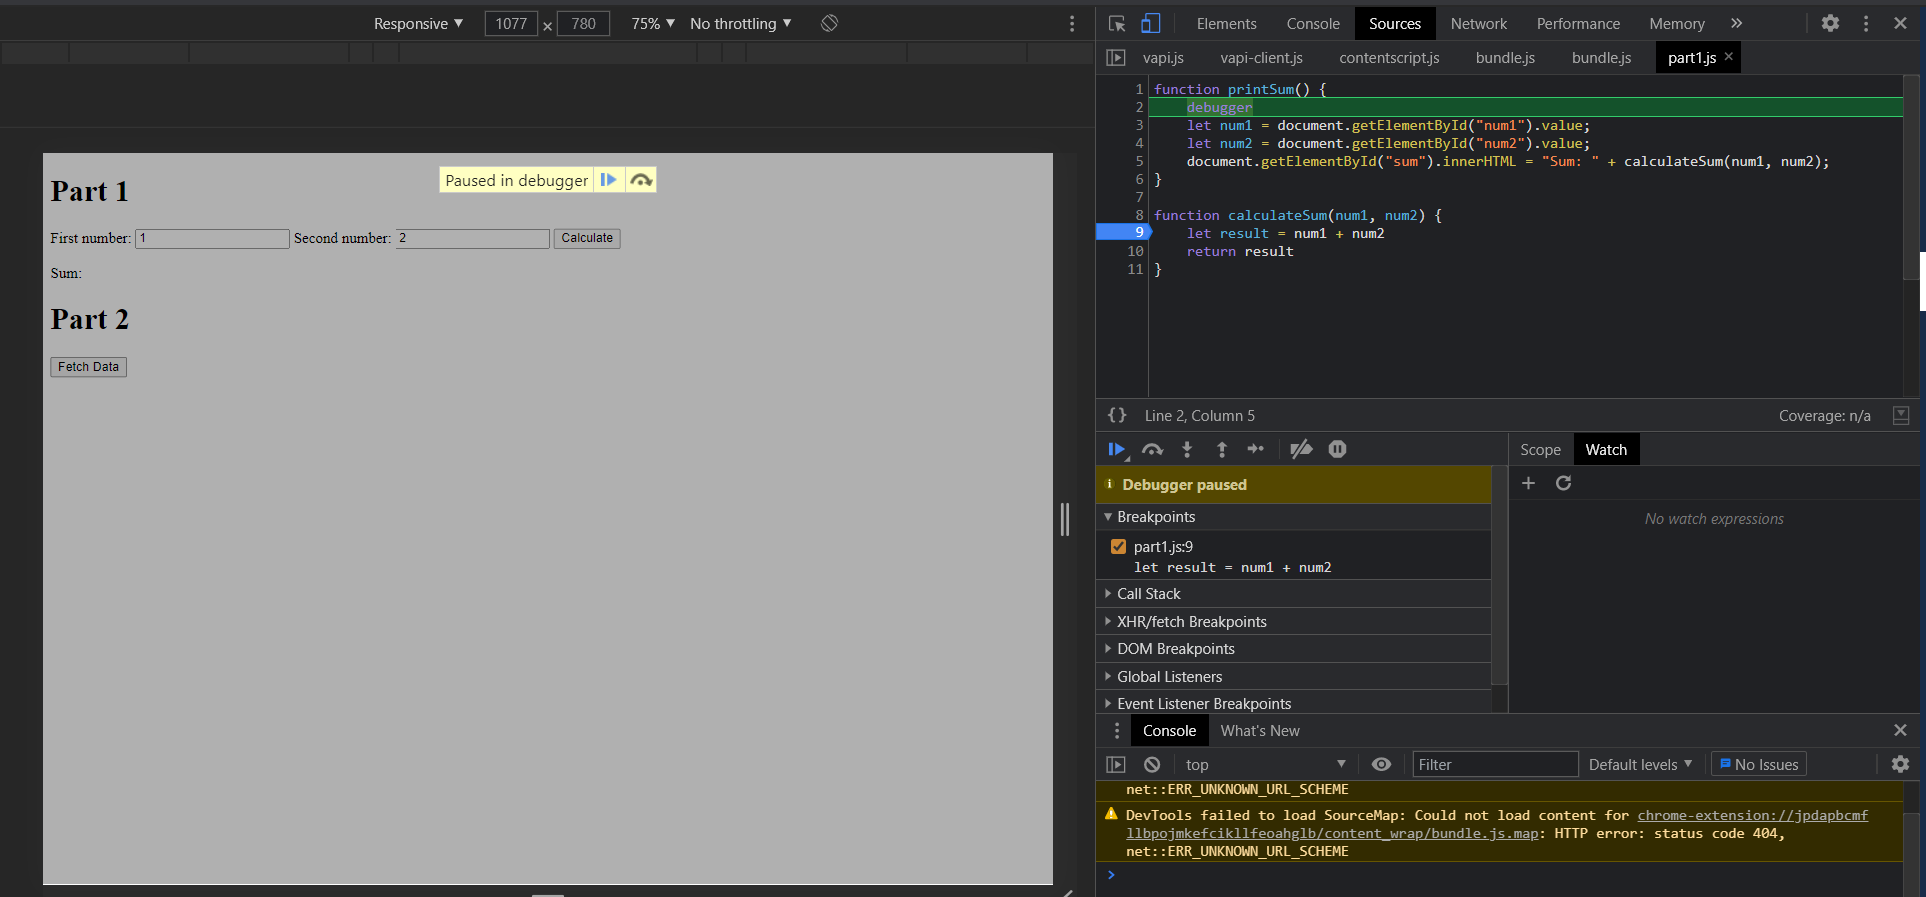 Responsive ▼ 1077 × 780 75% ▼ No throttling ▼
Elements Console Sources Network Performance Memory »
vapi.js vapi-client.js contentscript.js bundle.js bundle.js part1.js ×
1 function printSum() {
2 debugger
3 let num1 = document.getElementById("num1").value;
4 let num2 = document.getElementById("num2").value;
5 document.getElementById("sum").innerHTML = "Sum: " + calculateSum(num1, num2);
6 }
7
8 function calculateSum(num1, num2) {
9 let result = num1 + num2
10 return result
11 }
Paused in debugger
Part 1
First number: 1 Second number: 2 Calculate
Sum:
Part 2
Fetch Data
{} Line 2, Column 5 Coverage: n/a
Scope Watch
Debugger paused
Breakpoints
part1.js:9
let result = num1 + num2
Call Stack
XHR/fetch Breakpoints
DOM Breakpoints
Global Listeners
Event Listener Breakpoints
No watch expressions
Console What's New
top ▼ Filter Default levels ▼ No Issues
net::ERR_UNKNOWN_URL_SCHEME
DevTools failed to load SourceMap: Could not load content for chrome-extension://jpdapbcmf
llbpojmkefcikllfeoahglb/content_wrap/bundle.js.map: HTTP error: status code 404,
net::ERR_UNKNOWN_URL_SCHEME
>